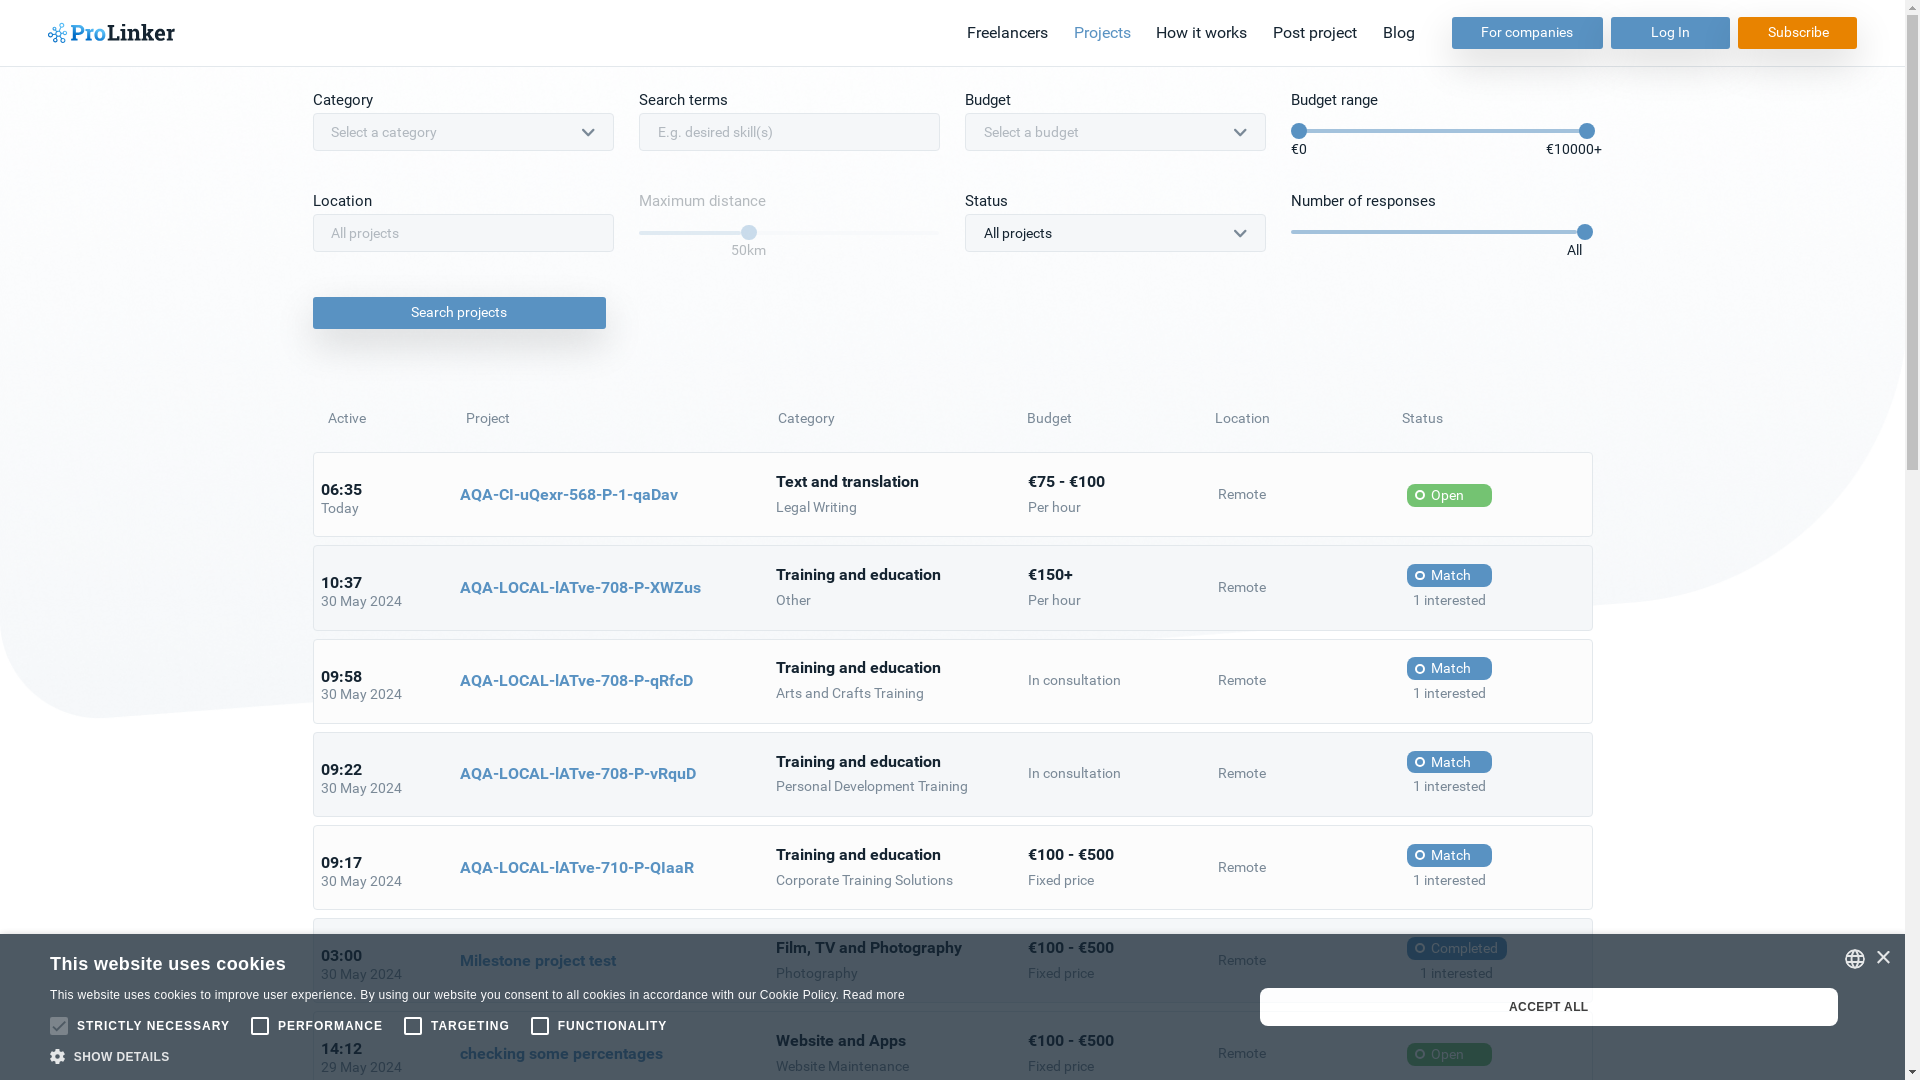 ProLinker
Freelancers Projects How it works Post project Blog For companies Log In Subscribe
Category Search terms Budget Budget range
Select a category E.g. desired skill(s) Select a budget
€0 €10000+
Location Maximum distance Status Number of responses
All projects All projects
50km All
Search projects
Active Project Category Budget Location Status
06:35
Today
AQA-CI-uQexr-568-P-1-qaDav
Text and translation
Legal Writing
€75 - €100
Per hour
Remote
Open
10:37
30 May 2024
AQA-LOCAL-lATve-708-P-XWZus
Training and education
Other
€150+
Per hour
Remote
Match
1 interested
09:58
30 May 2024
AQA-LOCAL-lATve-708-P-qRfcD
Training and education
Arts and Crafts Training
In consultation
Remote
Match
1 interested
09:22
30 May 2024
AQA-LOCAL-lATve-708-P-vRquD
Training and education
Personal Development Training
In consultation
Remote
Match
1 interested
09:17
30 May 2024
AQA-LOCAL-lATve-710-P-QIaaR
Training and education
Corporate Training Solutions
€100 - €500
Fixed price
Remote
Match
1 interested
03:00
30 May 2024
Milestone project test
Film, TV and Photography
Photography
€100 - €500
Fixed price
Remote
Completed
1 interested
14:12
29 May 2024
checking some percentages
Website and Apps
Website Maintenance
€100 - €500
Fixed price
Remote
Open
This website uses cookies
This website uses cookies to improve user experience. By using our website you consent to all cookies in accordance with our Cookie Policy. Read more
STRICTLY NECESSARY PERFORMANCE TARGETING FUNCTIONALITY
SHOW DETAILS
ACCEPT ALL
×